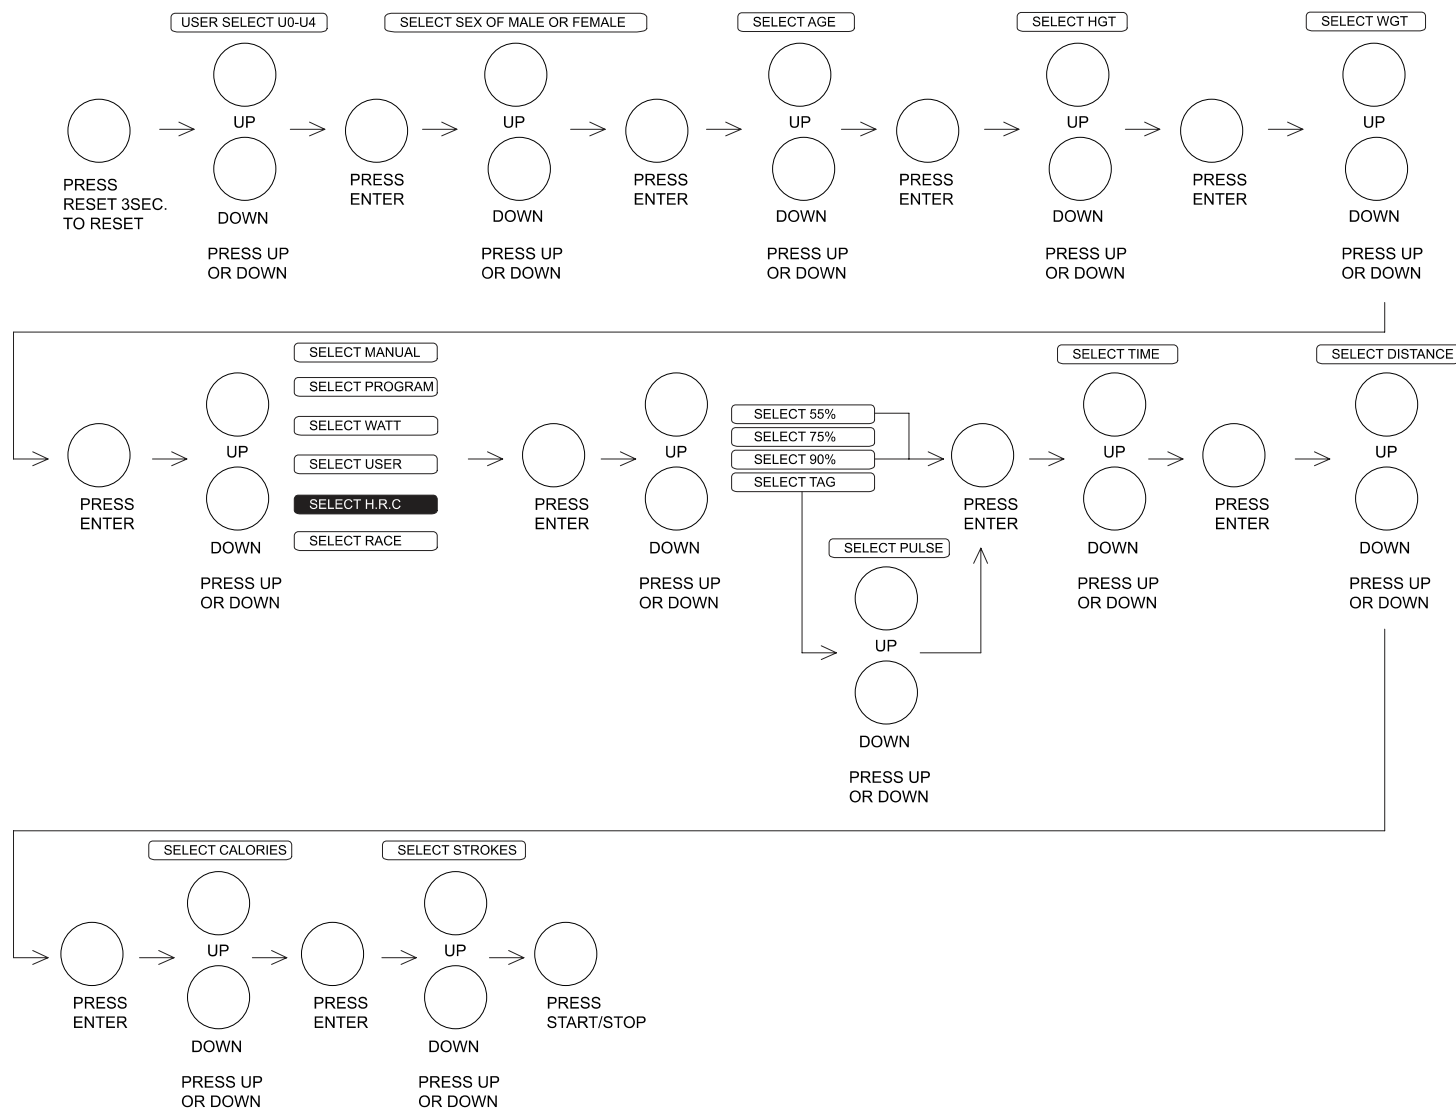 USER SELECT U0-U4
SELECT SEX OF MALE OR FEMALE
SELECT AGE
SELECT HGT
SELECT WGT
UP
UP
UP
UP
UP
PRESS
RESET 3SEC.
TO RESET
DOWN
PRESS UP
OR DOWN
PRESS
ENTER
DOWN
PRESS UP
OR DOWN
PRESS
ENTER
DOWN
PRESS UP
OR DOWN
PRESS
ENTER
DOWN
PRESS UP
OR DOWN
PRESS
ENTER
DOWN
PRESS UP
OR DOWN
PRESS
ENTER
UP
DOWN
PRESS UP
OR DOWN
SELECT MANUAL
SELECT PROGRAM
SELECT WATT
SELECT USER
SELECT H.R.C
SELECT RACE
PRESS
ENTER
UP
DOWN
PRESS UP
OR DOWN
SELECT 55%
SELECT 75%
SELECT 90%
SELECT TAG
SELECT PULSE
UP
DOWN
PRESS UP
OR DOWN
PRESS
ENTER
SELECT TIME
UP
DOWN
PRESS UP
OR DOWN
PRESS
ENTER
SELECT DISTANCE
UP
DOWN
PRESS UP
OR DOWN
PRESS
ENTER
SELECT CALORIES
UP
DOWN
PRESS UP
OR DOWN
PRESS
ENTER
SELECT STROKES
UP
DOWN
PRESS UP
OR DOWN
PRESS
START/STOP